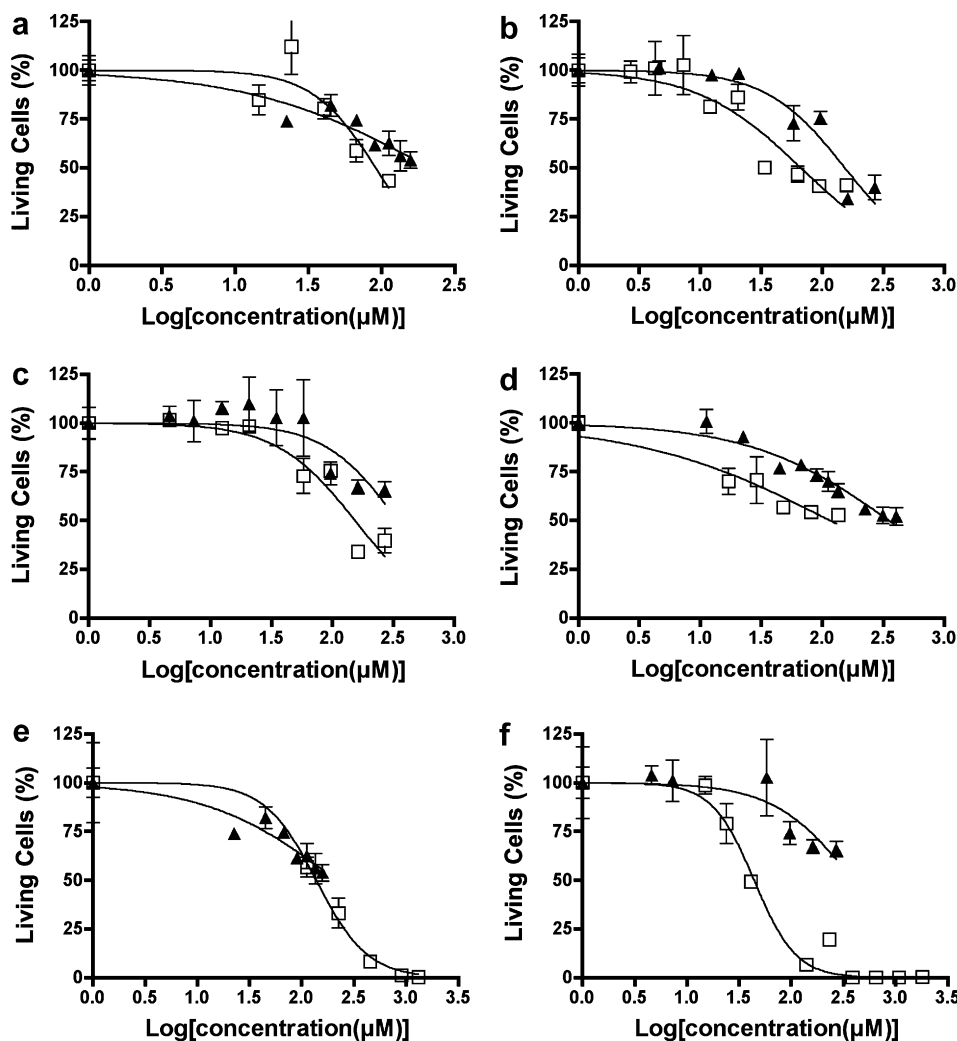 a
125
100
75
50
25
0
Living Cells (%)
0.0 0.5 1.0 1.5 2.0 2.5
Log[concentration(µM)]
b
125
100
75
50
25
0
Living Cells (%)
0.0 0.5 1.0 1.5 2.0 2.5 3.0
Log[concentration(µM)]
c
125
100
75
50
25
0
Living Cells (%)
0.0 0.5 1.0 1.5 2.0 2.5 3.0
Log[concentration(µM)]
d
125
100
75
50
25
0
Living Cells (%)
0.0 0.5 1.0 1.5 2.0 2.5 3.0
Log[concentration(µM)]
e
125
100
75
50
25
0
Living Cells (%)
0.0 0.5 1.0 1.5 2.0 2.5 3.0 3.5
Log[concentration(µM)]
f
125
100
75
50
25
0
Living Cells (%)
0.0 0.5 1.0 1.5 2.0 2.5 3.0 3.5
Log[concentration(µM)]